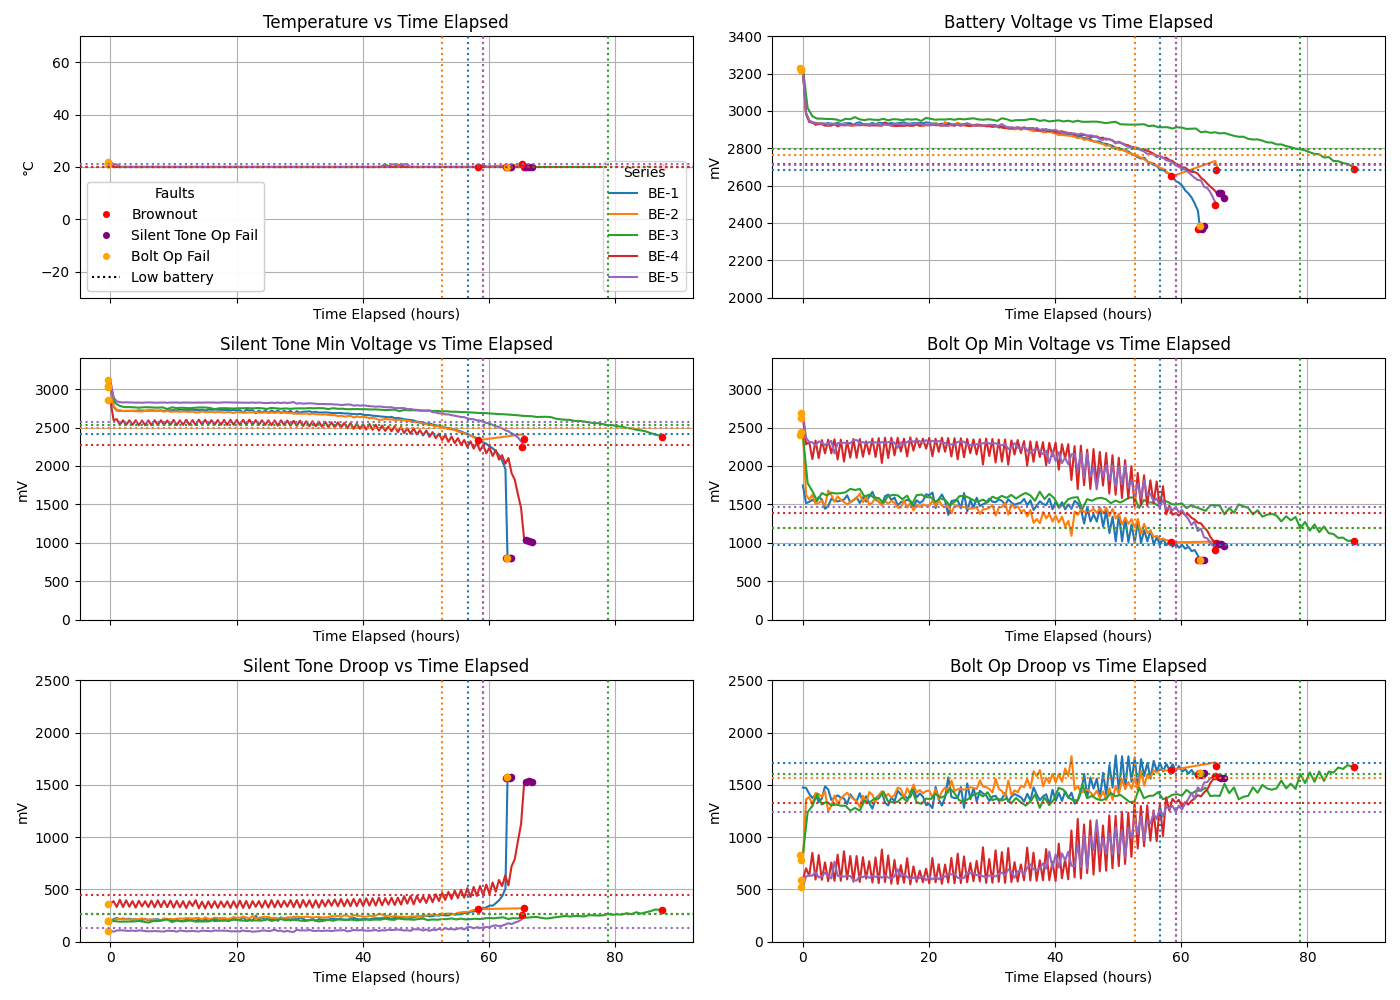 Temperature vs Time Elapsed
60
40
20
0
−20
°C
Faults
Brownout
Silent Tone Op Fail
Bolt Op Fail
Low battery
Series
BE-1
BE-2
BE-3
BE-4
BE-5
Time Elapsed (hours)
Battery Voltage vs Time Elapsed
3400
3200
3000
2800
2600
2400
2200
2000
mV
Time Elapsed (hours)
Silent Tone Min Voltage vs Time Elapsed
3000
2500
2000
1500
1000
500
0
mV
Time Elapsed (hours)
Bolt Op Min Voltage vs Time Elapsed
3000
2500
2000
1500
1000
500
0
mV
Time Elapsed (hours)
Silent Tone Droop vs Time Elapsed
2500
2000
1500
1000
500
0
mV
0 20 40 60 80
Time Elapsed (hours)
Bolt Op Droop vs Time Elapsed
2500
2000
1500
1000
500
0
mV
0 20 40 60 80
Time Elapsed (hours)